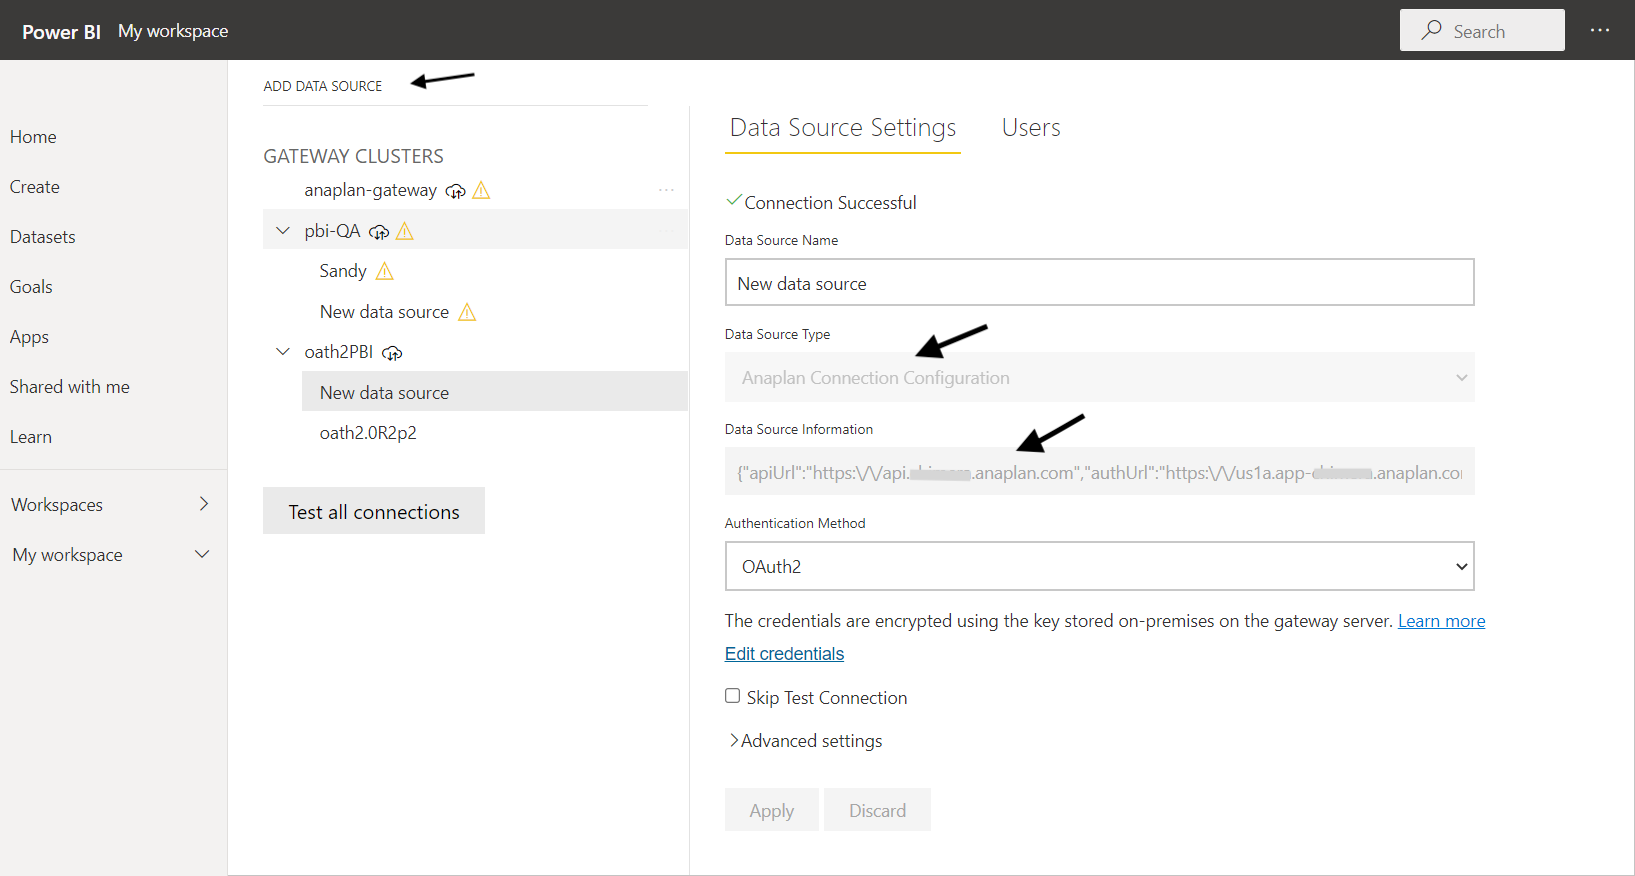 Power BI My workspace
Search
ADD DATA SOURCE
Home
Create
Datasets
Goals
Apps
Shared with me
Learn
Workspaces
My workspace
GATEWAY CLUSTERS
anaplan-gateway
pbi-QA
Sandy
New data source
oath2PBI
New data source
oath2.0R2p2
Test all connections
Data Source Settings Users
Connection Successful
Data Source Name
New data source
Data Source Type
Anaplan Connection Configuration
Data Source Information
{"apiUrl":"https:\/\/api. .anaplan.com","authUrl":"https:\/\/us1a.app- .anaplan.co
Authentication Method
OAuth2
The credentials are encrypted using the key stored on-premises on the gateway server. Learn more
Edit credentials
Skip Test Connection
Advanced settings
Apply Discard